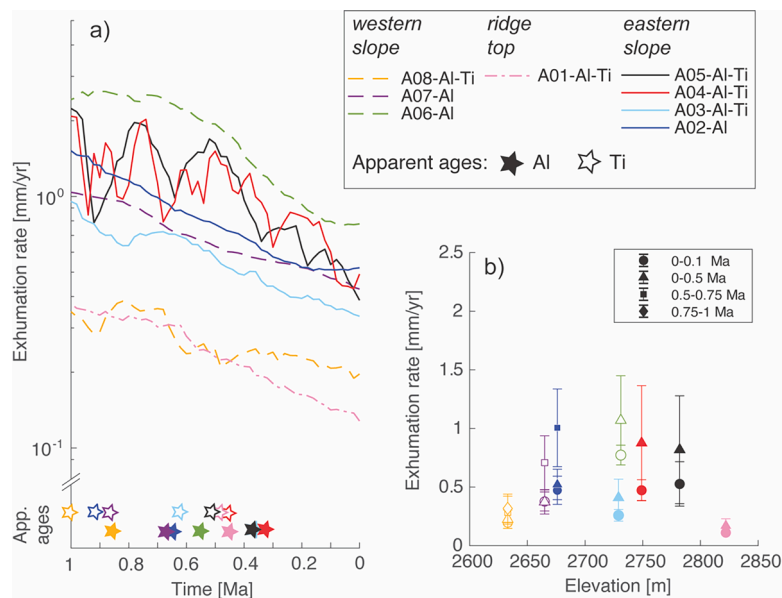 a)
western slope
ridge top
eastern slope
A08-Al-Ti
A07-Al
A06-Al
A01-Al-Ti
A05-Al-Ti
A04-Al-Ti
A03-Al-Ti
A02-Al
Apparent ages: Al Ti
Exhumation rate [mm/yr]
10⁰
10⁻¹
App. ages
1 0.8 0.6 0.4 0.2 0
Time [Ma]
b)
0-0.1 Ma
0-0.5 Ma
0.5-0.75 Ma
0.75-1 Ma
Exhumation rate [mm/yr]
2.5
2
1.5
1
0.5
0
2600 2650 2700 2750 2800 2850
Elevation [m]